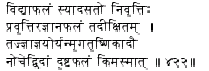 विद्याफलं स्यादसतो निवृत्तिः
प्रवृत्तिरज्ञानफलं तदीक्षितम् ।
तज्ज्ञाज्ञयोर्यन्मृगतृष्णिकादौ
नोचेद्विदां दृष्टफलं किमस्मात् ॥ ४२२॥